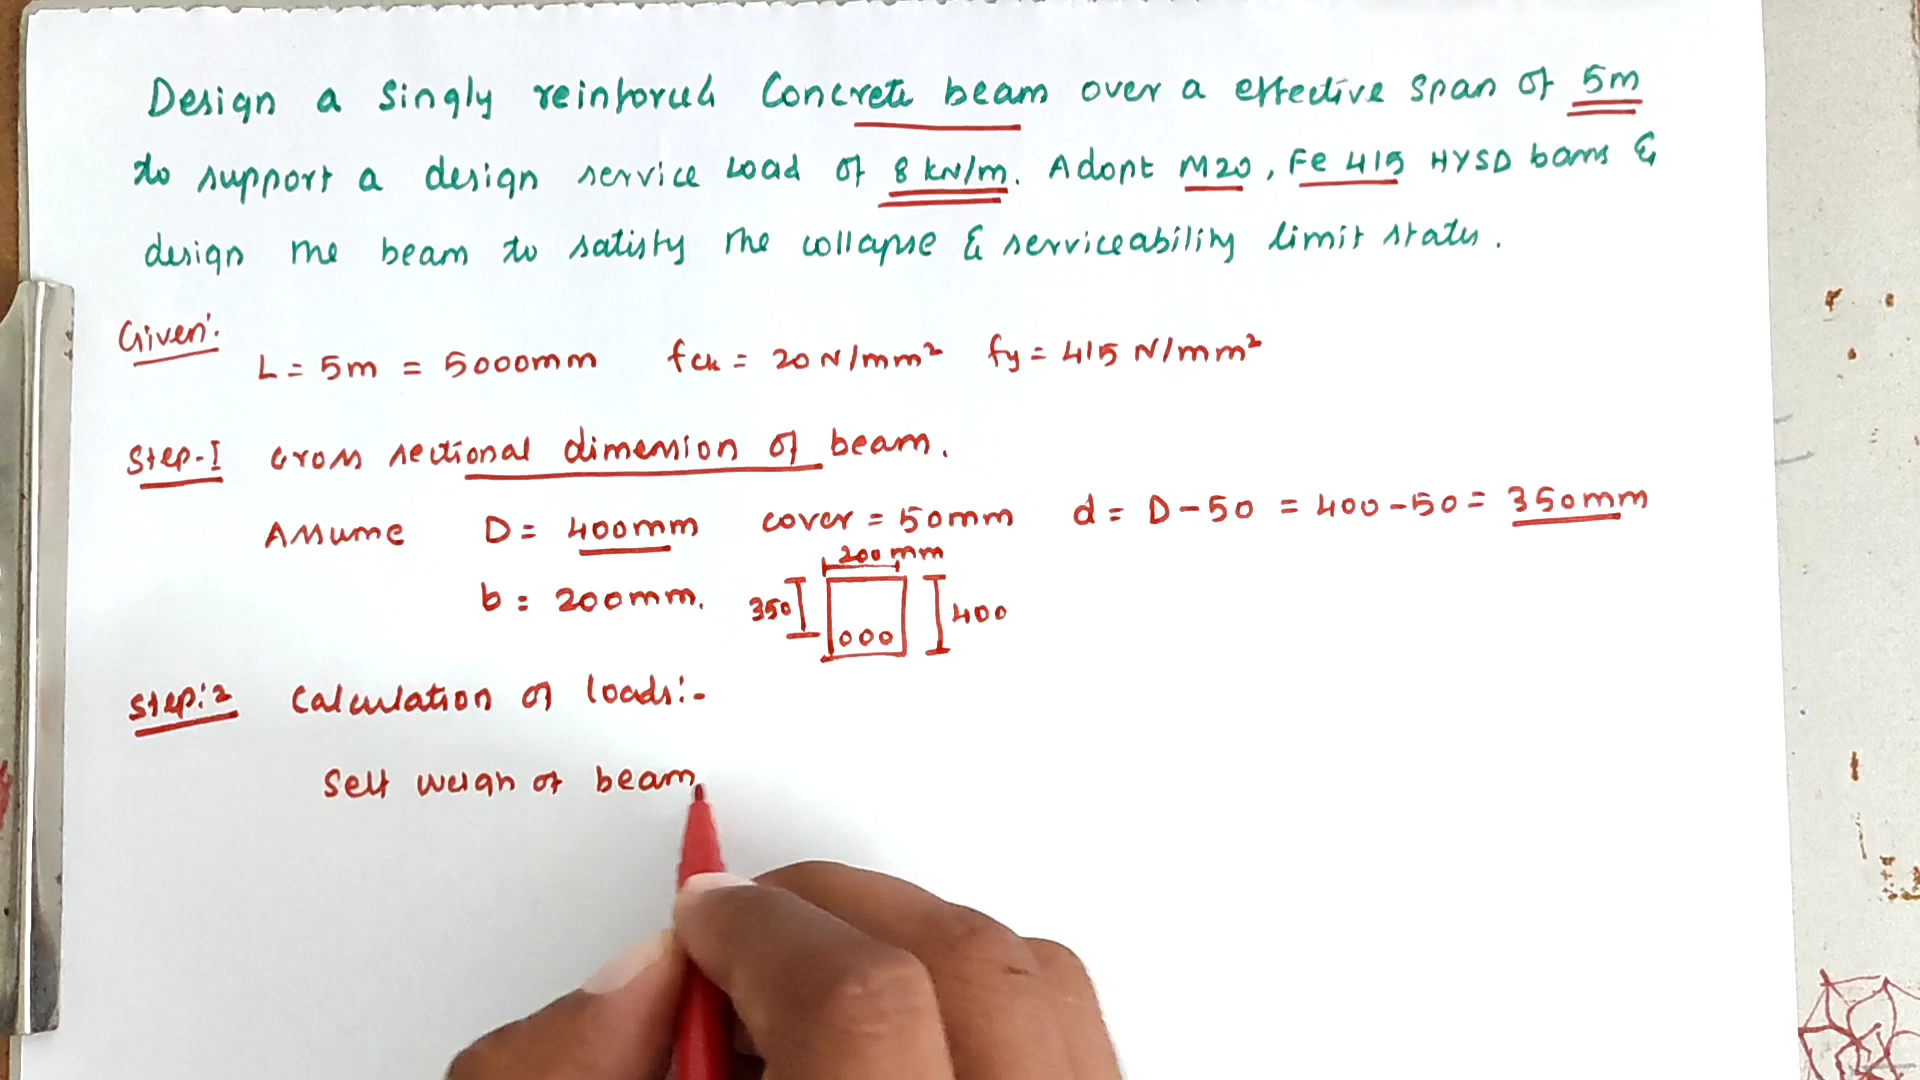 Design a Singly reinforced Concrete beam over a effective span of 5m
to support a design service Load of 8 kN/m. Adopt M20, Fe 415 HYSD bars &
design the beam to satisfy the collapse & serviceability limit states.
Given:
L = 5m = 5000mm fck = 20 N/mm² fy = 415 N/mm²
Step-I cross sectional dimension of beam.
Assume D = 400mm cover = 50mm d = D-50 = 400-50 = 350mm
b = 200mm.
200 mm
350
400
Step:2 Calculation of loads:-
Self weigh of beam